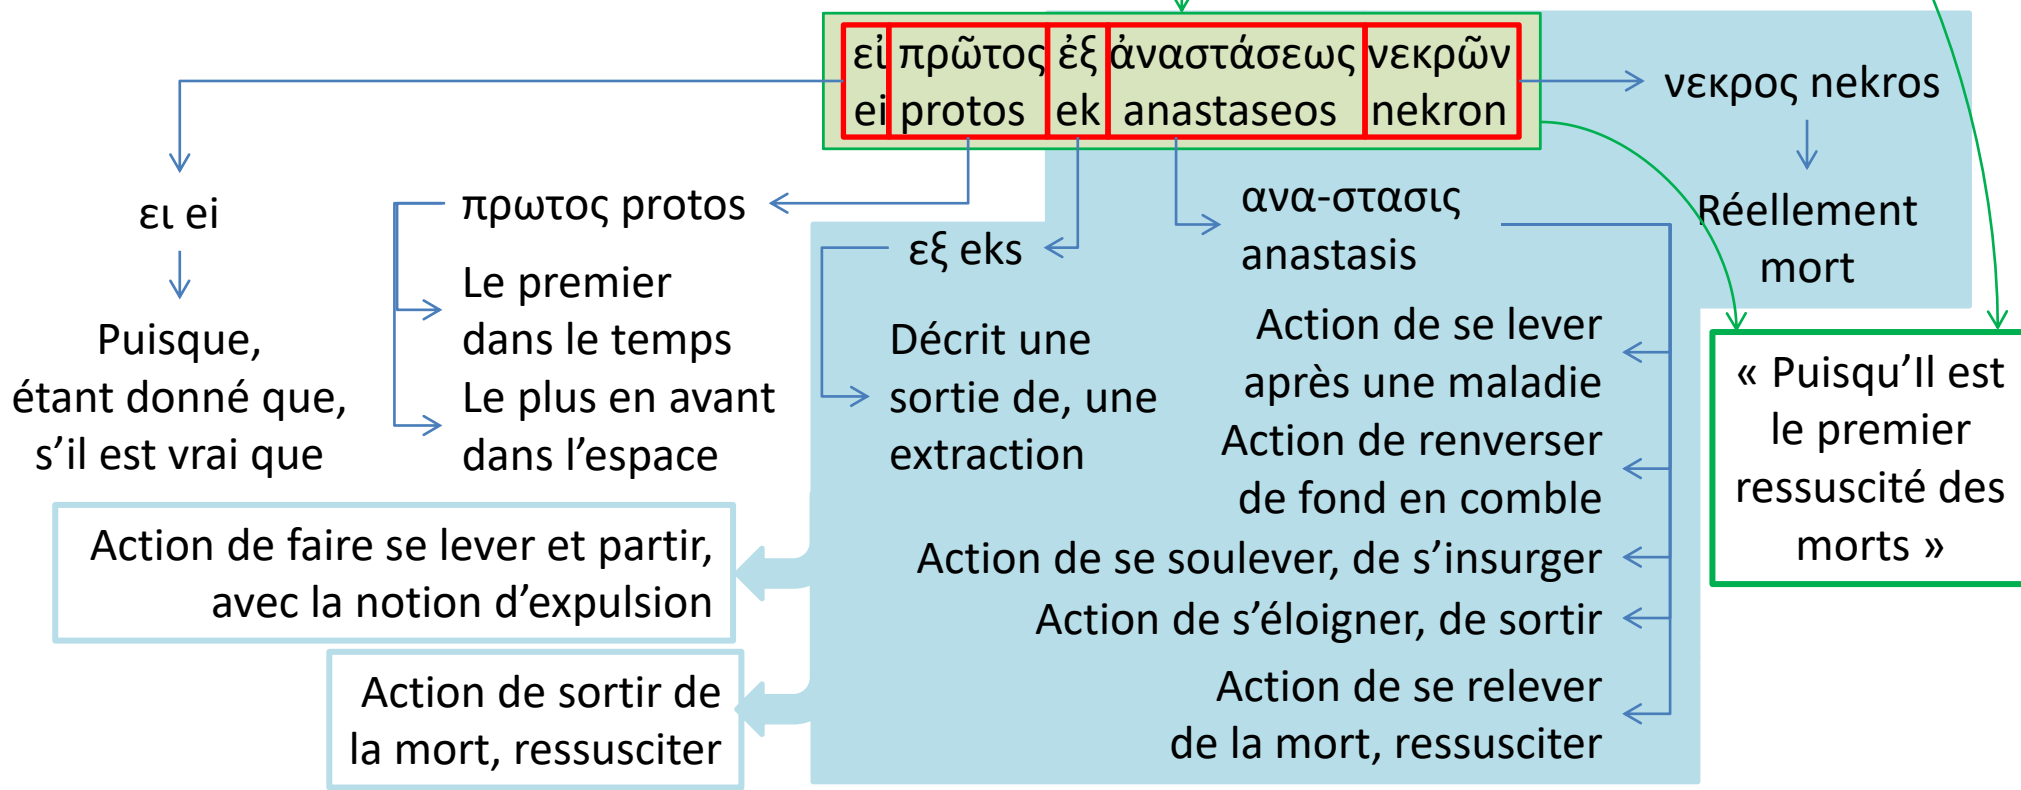 εἰ πρῶτος ἐξ ἀναστάσεως νεκρῶν
ei protos ek anastaseos nekron
νεκρος nekros
Réellement
mort
ει ei
Puisque,
étant donné que,
s’il est vrai que
πρωτος protos
Le premier
dans le temps
Le plus en avant
dans l’espace
εξ eks
Décrit une
sortie de, une
extraction
ανα-στασις
anastasis
Action de se lever
après une maladie
Action de renverser
de fond en comble
Action de se soulever, de s’insurger
Action de s’éloigner, de sortir
Action de se relever
de la mort, ressusciter
« Puisqu’Il est
le premier
ressuscité des
morts »
Action de faire se lever et partir,
avec la notion d’expulsion
Action de sortir de
la mort, ressusciter